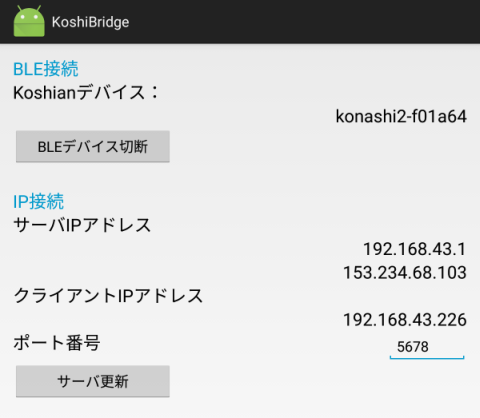 KoshiBridge
BLE接続
Koshianデバイス：
konashi2-f01a64
BLEデバイス切断
IP接続
サーバIPアドレス
192.168.43.1
153.234.68.103
クライアントIPアドレス
192.168.43.226
ポート番号
5678
サーバ更新